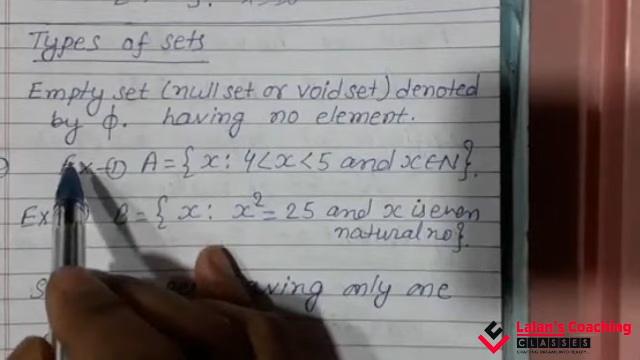 Types of sets
Empty set (null set or void set) denoted
by ϕ. having no element.
Ex-① A = { x : 4<x<5 and x∈N}.
Ex = { x : x² = 25 and x is even
natural no}.
having only one
Lalan's Coaching
CLASSES